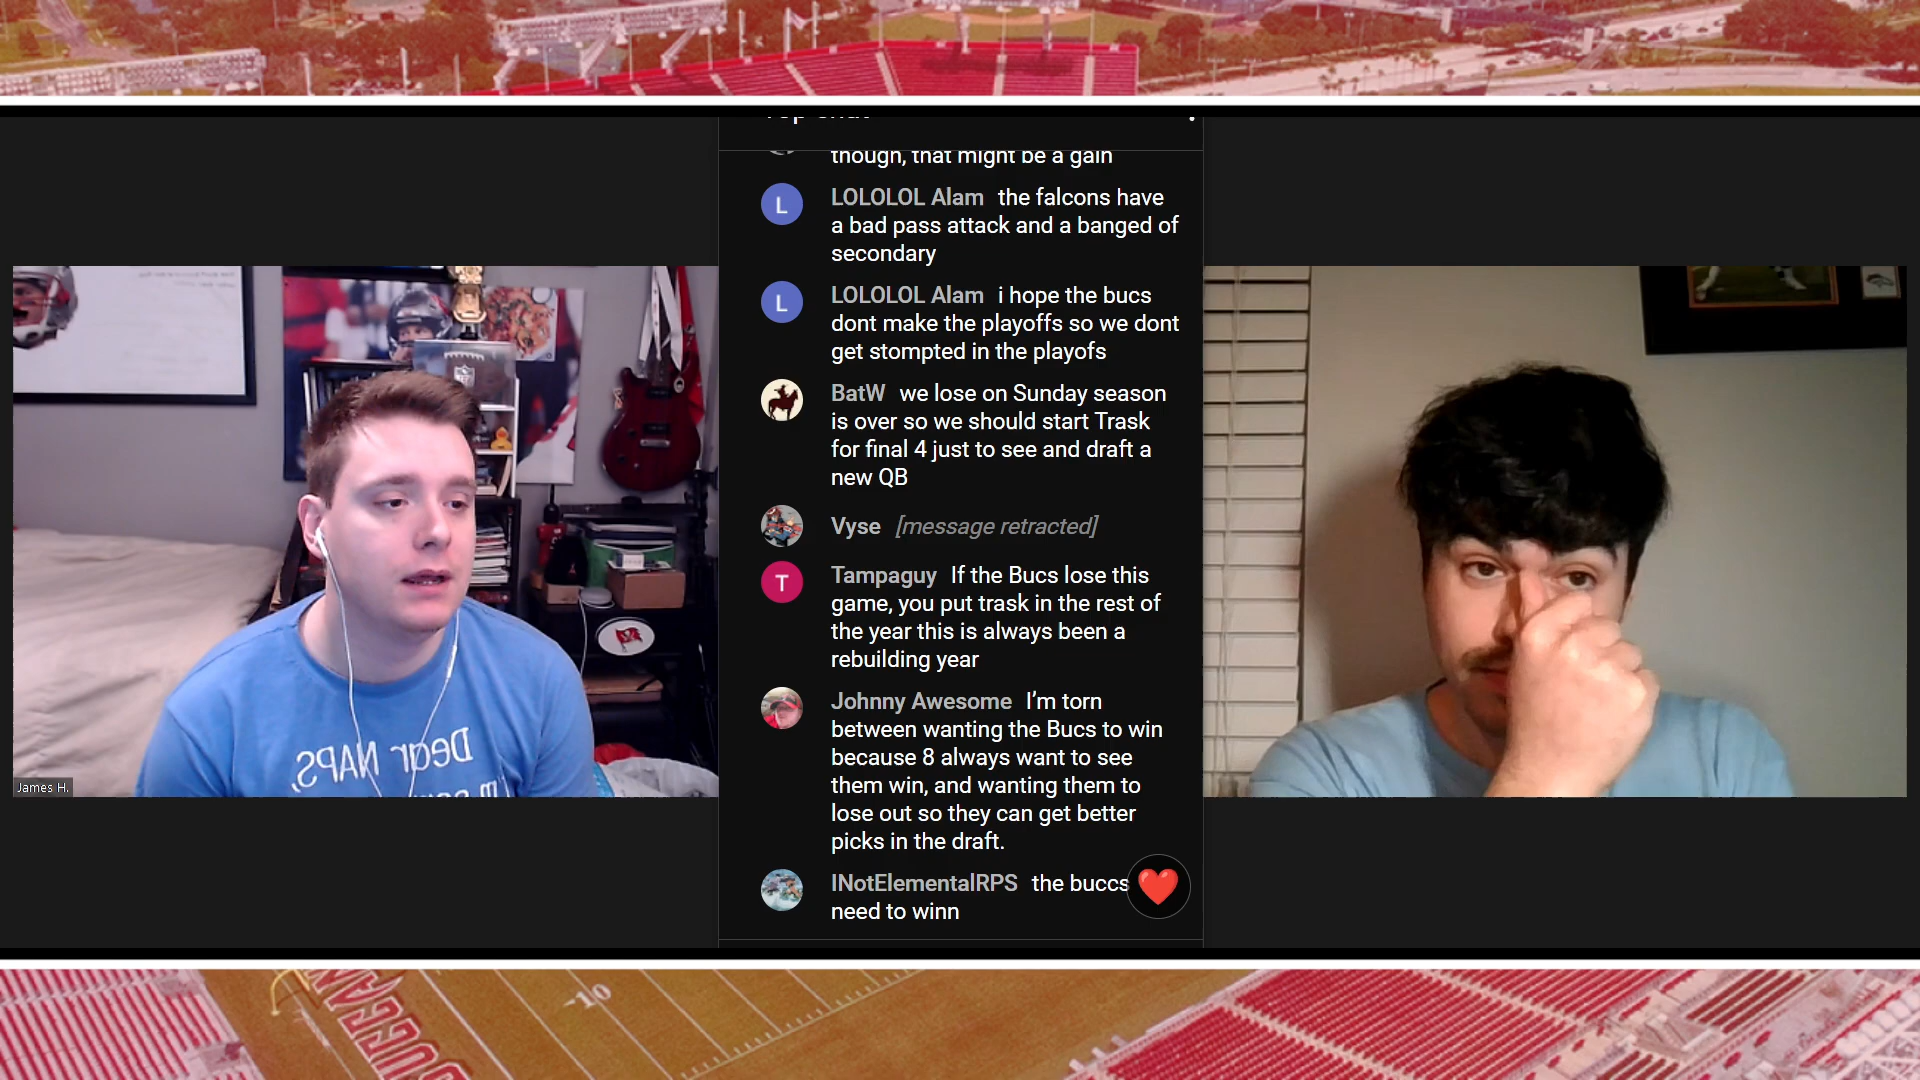 though, that might be a gain
L
LOLOLOL Alam the falcons have
a bad pass attack and a banged of
secondary
L
LOLOLOL Alam i hope the bucs
dont make the playoffs so we dont
get stompted in the playofs
BatW we lose on Sunday season
is over so we should start Trask
for final 4 just to see and draft a
new QB
Vyse [message retracted]
T
Tampaguy If the Bucs lose this
game, you put trask in the rest of
the year this is always been a
rebuilding year
Johnny Awesome I'm torn
between wanting the Bucs to win
because 8 always want to see
them win, and wanting them to
lose out so they can get better
picks in the draft.
INotElementalRPS the buccs
need to winn
NFL
Dear NAPS,
James H.
-10